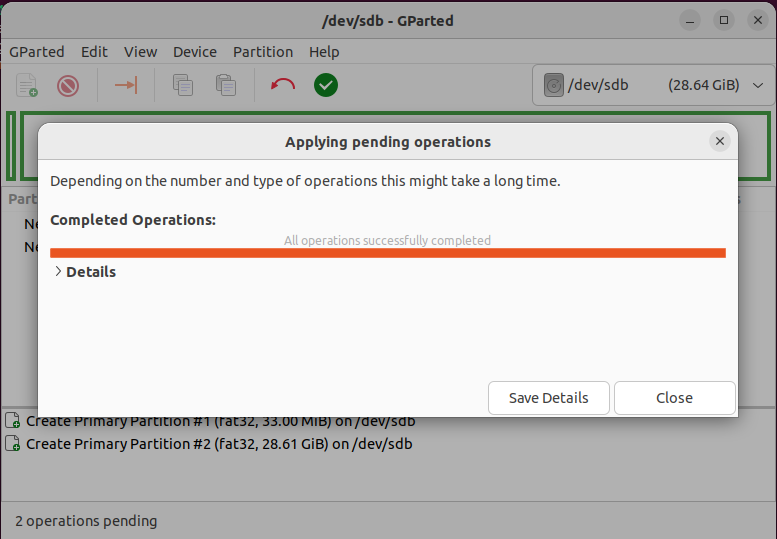 /dev/sdb - GParted
GParted Edit View Device Partition Help
/dev/sdb (28.64 GiB)
Applying pending operations
Depending on the number and type of operations this might take a long time.
Completed Operations:
All operations successfully completed
Details
Save Details Close
Create Primary Partition #1 (fat32, 33.00 MiB) on /dev/sdb
Create Primary Partition #2 (fat32, 28.61 GiB) on /dev/sdb
2 operations pending